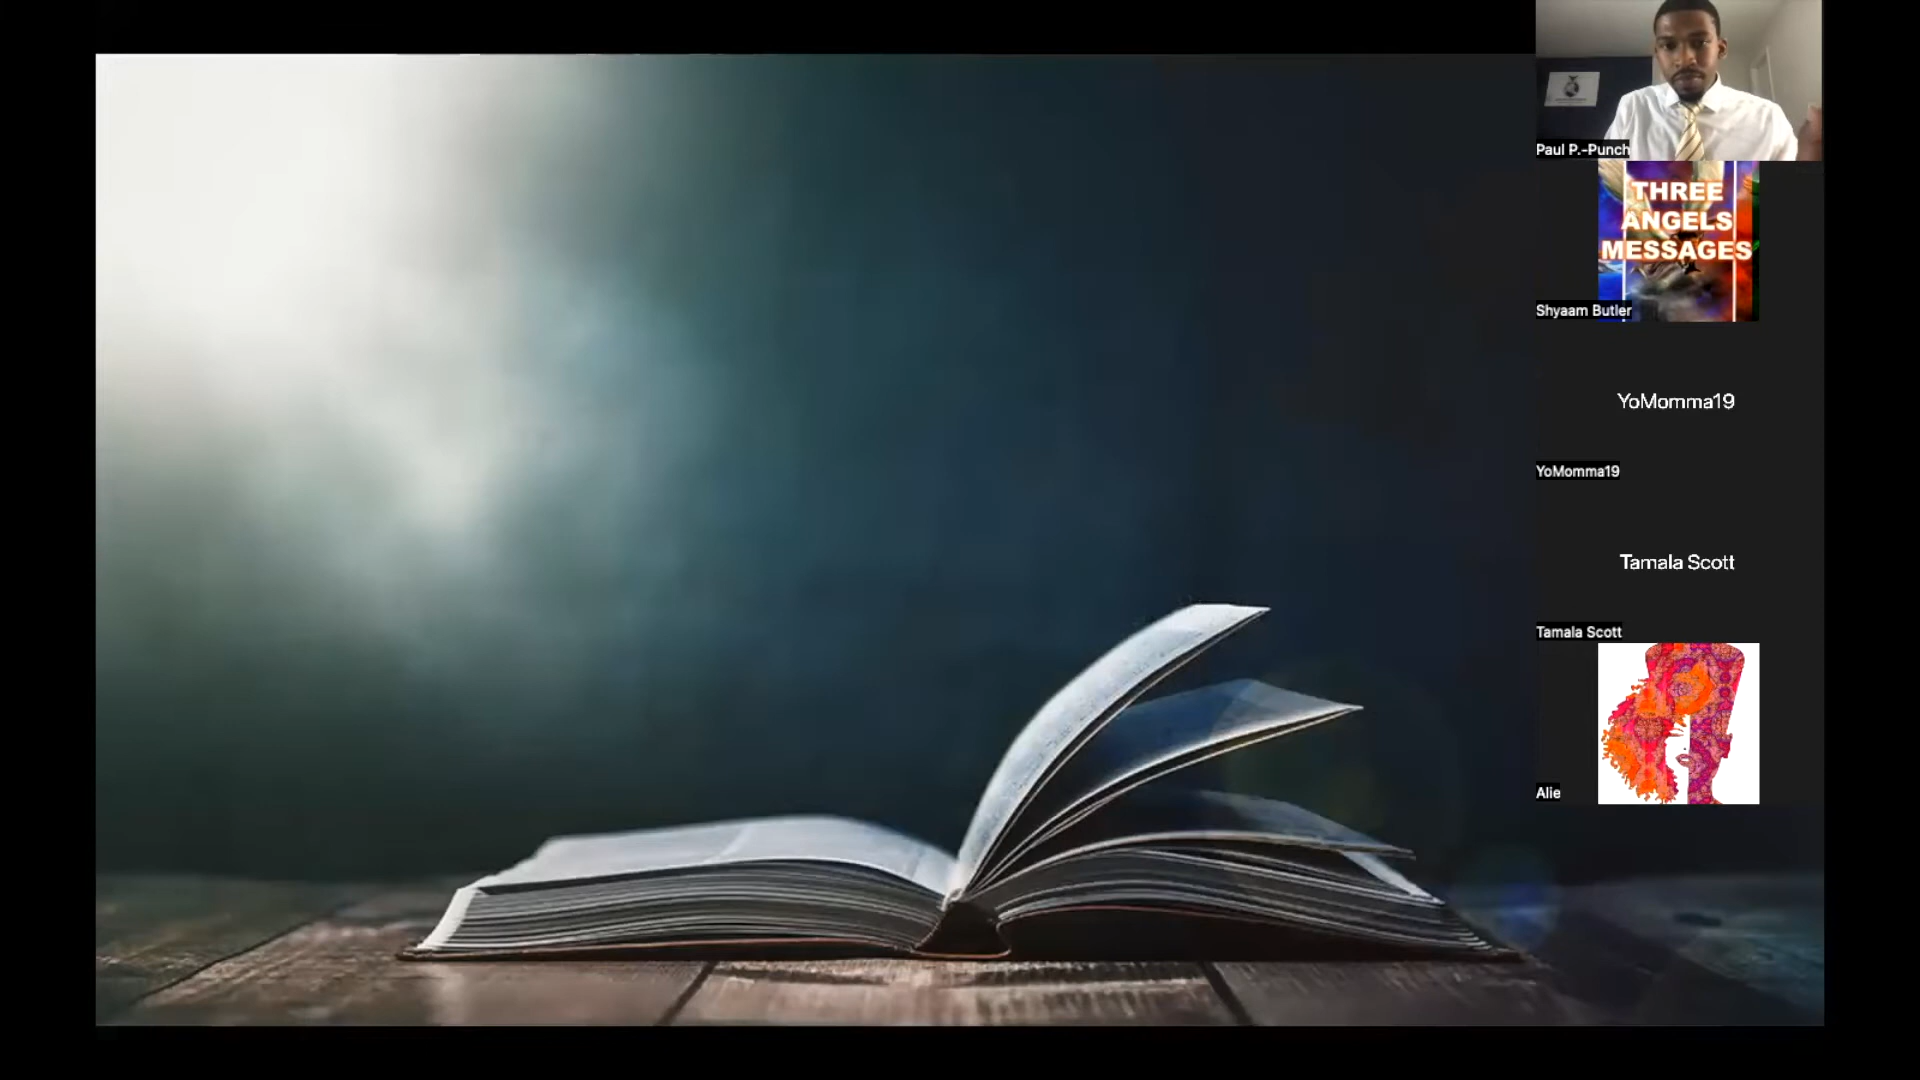 Paul P.-Punch
THREE
ANGELS
MESSAGES
Shyaam Butler
YoMomma19
YoMomma19
Tamala Scott
Tamala Scott
Alie